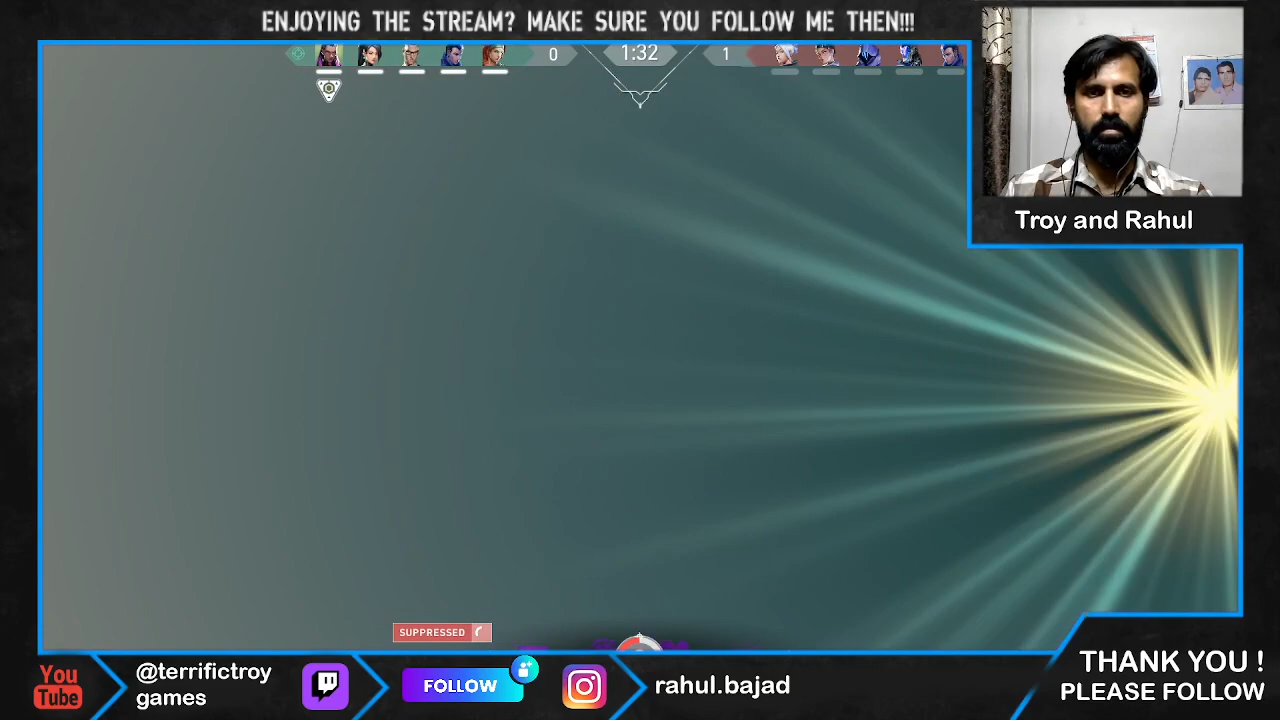 ENJOYING THE STREAM? MAKE SURE YOU FOLLOW ME THEN!!!
0
1:32
1
Troy and Rahul
SUPPRESSED
You
Tube
@terrifictroy
games
FOLLOW
rahul.bajad
THANK YOU !
PLEASE FOLLOW